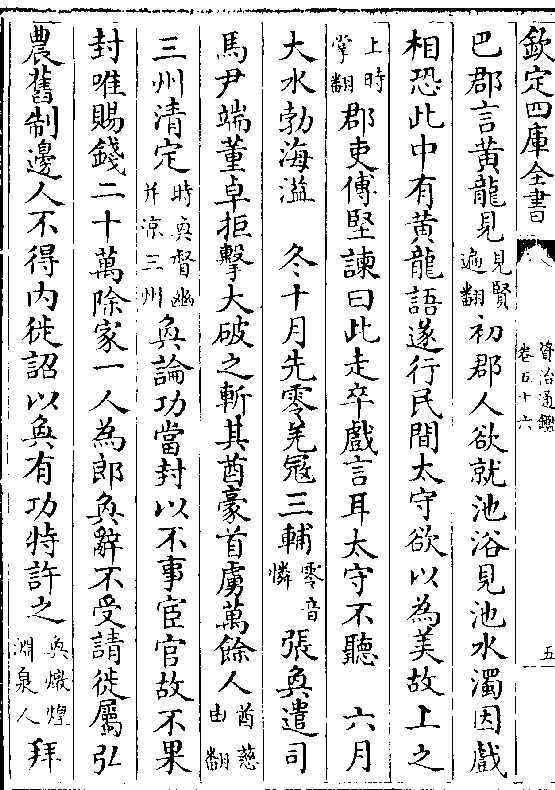 欽定四庫全書
資治通鑑
卷五十六
五
巴郡言黃龍見見賢遍翻初郡人欲就池浴見池水濁因戲
相恐此中有黃龍語遂行民間太守欲以為美故上之
上時掌翻郡吏傅堅諫曰此走卒戲言耳太守不聽　六月
大水勃海溢　冬十月先零羌寇三輔零音憐張奐遣司
馬尹端董卓拒擊大破之斬其酋豪首虜萬餘人酋慈由翻
三州清定時奐督幽并涼三州奐論功當封以不事宦官故不果
封唯賜錢二十萬除家一人為郎奐辭不受請徙屬弘
農舊制邊人不得內徙詔以奐有功特許之奐燉煌淵泉人拜